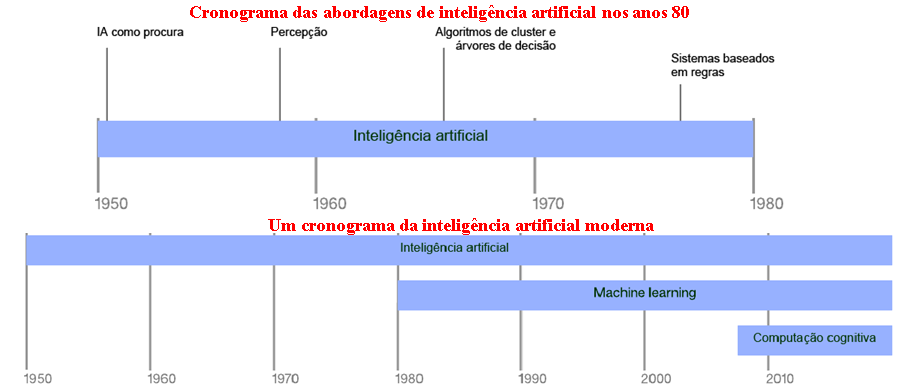 Cronograma das abordagens de inteligência artificial nos anos 80
IA como procura
Percepção
Algoritmos de cluster e
árvores de decisão
Sistemas baseados
em regras
Inteligência artificial
1950
1960
1970
1980
Um cronograma da inteligência artificial moderna
Inteligência artificial
Machine learning
Computação cognitiva
1950
1960
1970
1980
1990
2000
2010